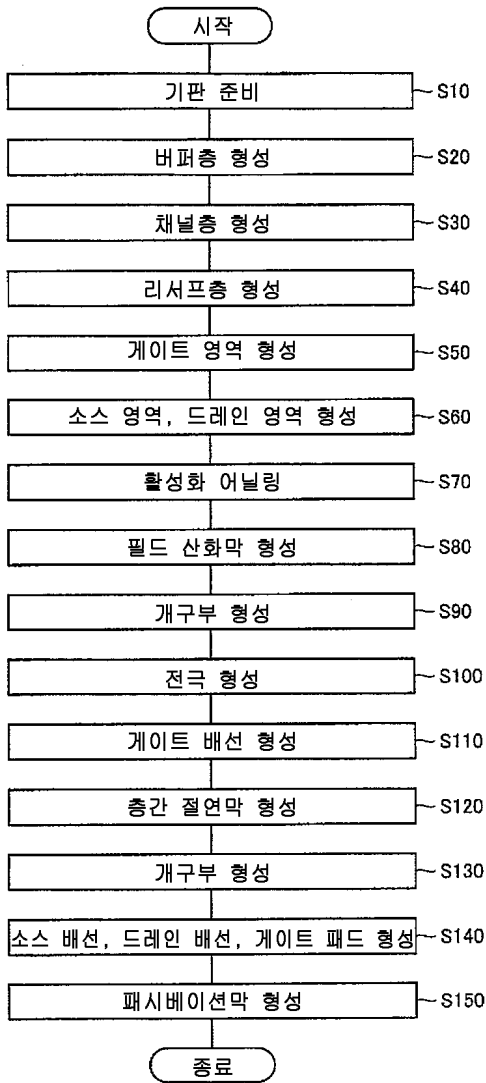 시작
기판 준비 S10
버퍼층 형성 S20
채널층 형성 S30
리서프층 형성 S40
게이트 영역 형성 S50
소스 영역, 드레인 영역 형성 S60
활성화 어닐링 S70
필드 산화막 형성 S80
개구부 형성 S90
전극 형성 S100
게이트 배선 형성 S110
층간 절연막 형성 S120
개구부 형성 S130
소스 배선, 드레인 배선, 게이트 패드 형성 S140
패시베이션막 형성 S150
종료